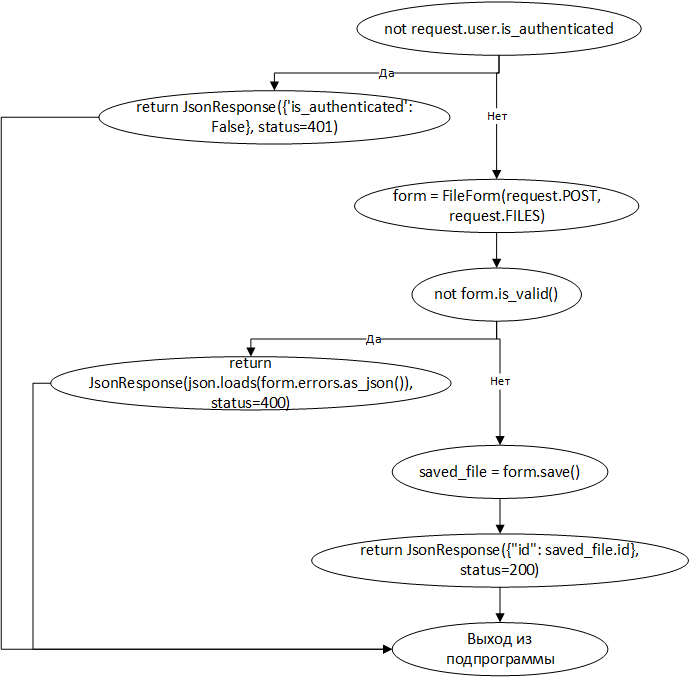 not request.user.is_authenticated
Да
return JsonResponse({'is_authenticated':
False}, status=401)
Нет
form = FileForm(request.POST,
request.FILES)
not form.is_valid()
Да
return
JsonResponse(json.loads(form.errors.as_json()),
status=400)
Нет
saved_file = form.save()
return JsonResponse({"id": saved_file.id},
status=200)
Выход из
подпрограммы